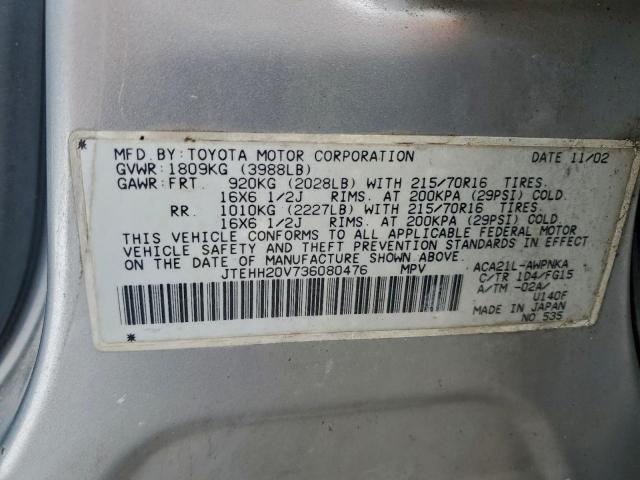 MFD.BY:TOYOTA MOTOR CORPORATION DATE 11/02
GVWR:1809KG (3988LB)
GAWR:FRT. 920KG (2028LB) WITH 215/70R16 TIRES.
16X6 1/2J RIMS. AT 200KPA (29PSI) COLD.
RR. 1010KG (2227LB) WITH 215/70R16 TIRES.
16X6 1/2J RIMS. AT 200KPA (29PSI) COLD.
THIS VEHICLE CONFORMS TO ALL APPLICABLE FEDERAL MOTOR
VEHICLE SAFETY AND THEFT PREVENTION STANDARDS IN EFFECT
ON THE DATE OF MANUFACTURE SHOWN ABOVE.
JTEHH20V736080476 MPV
ACA21L-AWPNKA
C/TR 1D4/FG15
A/TM -02A/
U140F
MADE IN JAPAN
NO 535
* *